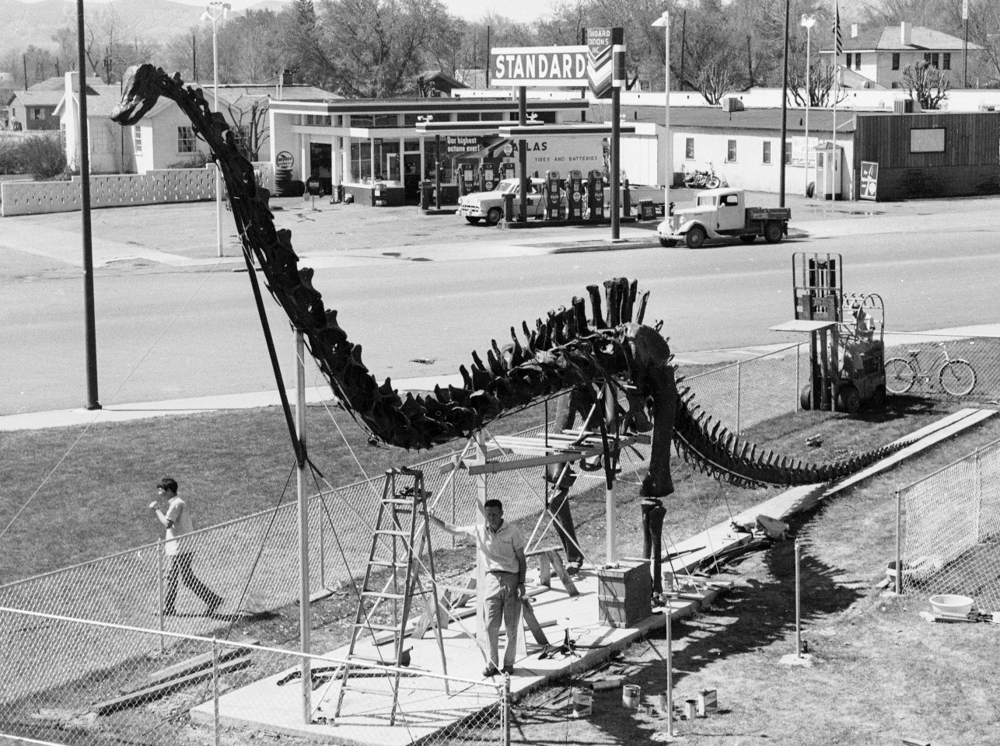 STANDARD
STATIONS
INC.
STANDARD
Our highest
octane ever!
ATLAS
TIRES AND BATTERIES